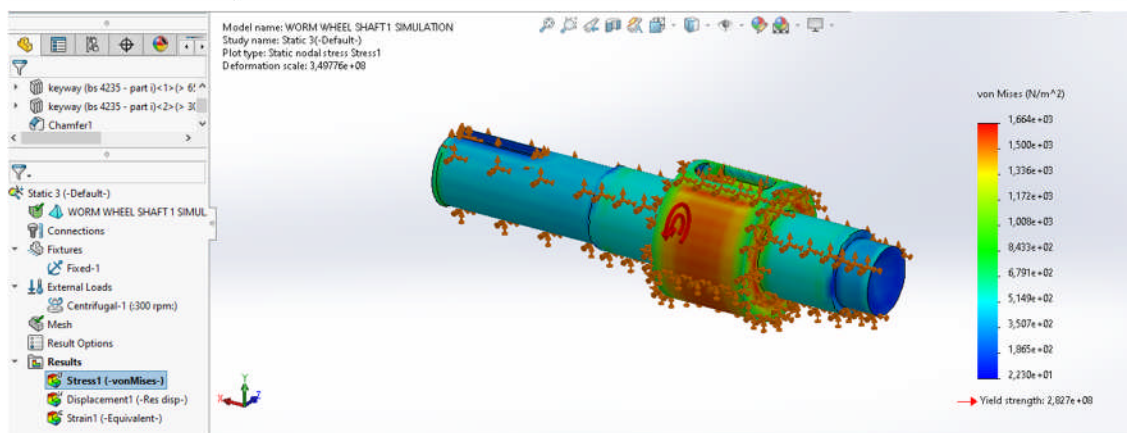 Model name: WORM WHEEL SHAFT1 SIMULATION
Study name: Static 3(-Default-)
Plot type: Static nodal stress Stress1
Deformation scale: 3,49776e+08
keyway (bs 4235 - part i)<1>(> 6
keyway (bs 4235 - part i)<2>(> 3
Chamfer1
Static 3 (-Default-)
WORM WHEEL SHAFT1 SIMUL
Connections
Fixtures
Fixed-1
External Loads
Centrifugal-1 (:300 rpm:)
Mesh
Result Options
Results
Stress1 (-vonMises-)
Displacement1 (-Res disp-)
Strain1 (-Equivalent-)
Y
X
Z
von Mises (N/m^2)
1,664e+03
1,500e+03
1,336e+03
1,172e+03
1,008e+03
8,433e+02
6,791e+02
5,149e+02
3,507e+02
1,865e+02
2,230e+01
Yield strength: 2,827e+08